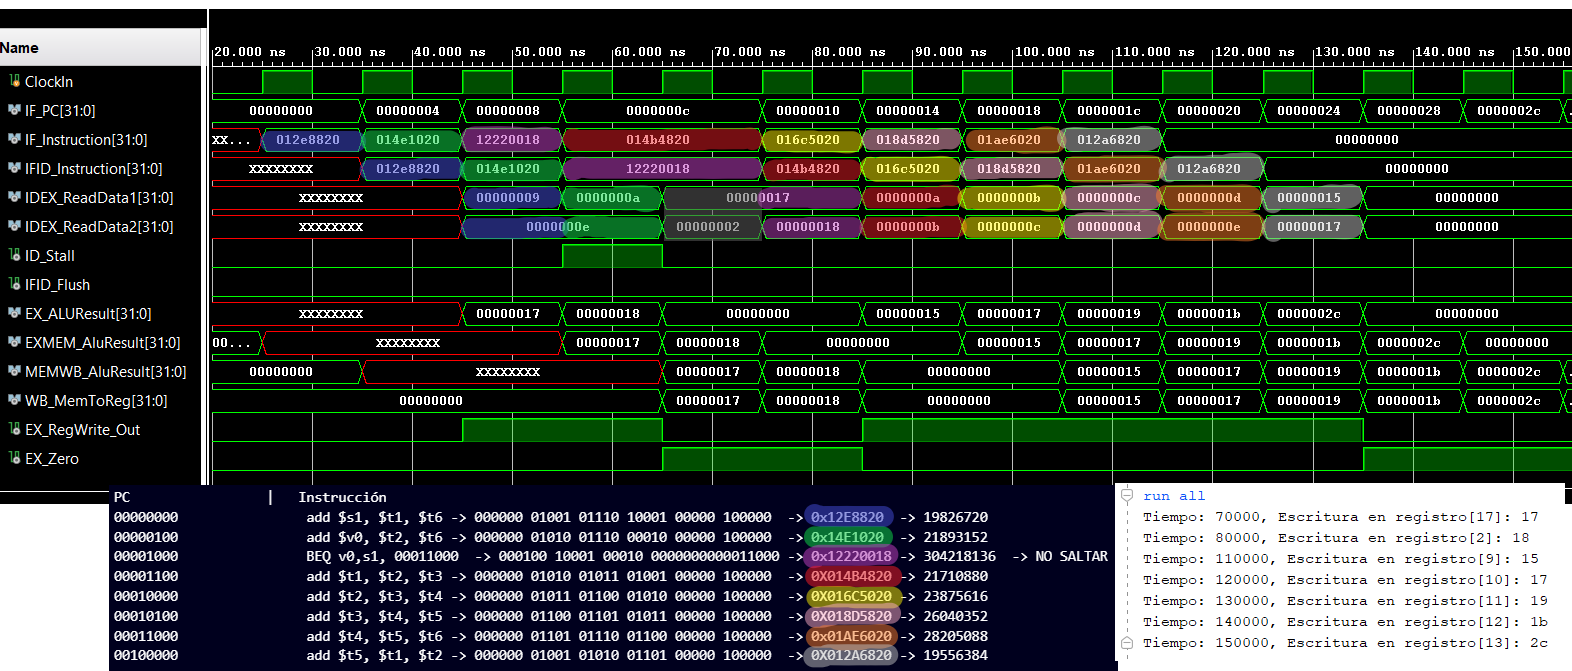 20.000 ns 30.000 ns 40.000 ns 50.000 ns 60.000 ns 70.000 ns 80.000 ns 90.000 ns 100.000 ns 110.000 ns 120.000 ns 130.000 ns 140.000 ns 150.000
Name
ClockIn
IF_PC[31:0] 00000000 00000004 00000008 0000000c 00000010 00000014 00000018 0000001c 00000020 00000024 00000028 0000002c
IF_Instruction[31:0] XX... 012e8820 014e1020 12220018 014b4820 016c5020 018d5820 01ae6020 012a6820 00000000
IFID_Instruction[31:0] XXXXXXXX 012e8820 014e1020 12220018 014b4820 016c5020 018d5820 01ae6020 012a6820 00000000
IDEX_ReadData1[31:0] XXXXXXXX 00000009 0000000a 00000017 0000000a 0000000b 0000000c 0000000d 00000015 00000000
IDEX_ReadData2[31:0] XXXXXXXX 0000000e 00000002 00000018 0000000b 0000000c 0000000d 0000000e 00000017 00000000
ID_Stall
IFID_Flush
EX_ALUResult[31:0] XXXXXXXX 00000017 00000018 00000000 00000015 00000017 00000019 0000001b 0000002c 00000000
EXMEM_AluResult[31:0] 00... XXXXXXXX 00000017 00000018 00000000 00000015 00000017 00000019 0000001b 0000002c 00000000
MEMWB_AluResult[31:0] 00000000 XXXXXXXX 00000017 00000018 00000000 00000015 00000017 00000019 0000001b 0000002c
WB_MemToReg[31:0] 00000000 00000017 00000018 00000000 00000015 00000017 00000019 0000001b 0000002c
EX_RegWrite_Out
EX_Zero
PC | Instrucción
00000000 add $s1, $t1, $t6 -> 000000 01001 01110 10001 00000 100000 ->0x12E8820 -> 19826720
00000100 add $v0, $t2, $t6 -> 000000 01010 01110 00010 00000 100000 ->0x14E1020 -> 21893152
00001000 BEQ v0,s1, 00011000 -> 000100 10001 00010 0000000000011000 ->0x12220018 -> 304218136 -> NO SALTAR
00001100 add $t1, $t2, $t3 -> 000000 01010 01011 01001 00000 100000 ->0X014B4820 -> 21710880
00010000 add $t2, $t3, $t4 -> 000000 01011 01100 01010 00000 100000 ->0X016C5020 -> 23875616
00010100 add $t3, $t4, $t5 -> 000000 01100 01101 01011 00000 100000 ->0X018D5820 -> 26040352
00011000 add $t4, $t5, $t6 -> 000000 01101 01110 01100 00000 100000 ->0x01AE6020 -> 28205088
00100000 add $t5, $t1, $t2 -> 000000 01001 01010 01101 00000 100000 ->0X012A6820 -> 19556384
run all
Tiempo: 70000, Escritura en registro[17]: 17
Tiempo: 80000, Escritura en registro[2]: 18
Tiempo: 110000, Escritura en registro[9]: 15
Tiempo: 120000, Escritura en registro[10]: 17
Tiempo: 130000, Escritura en registro[11]: 19
Tiempo: 140000, Escritura en registro[12]: 1b
Tiempo: 150000, Escritura en registro[13]: 2c